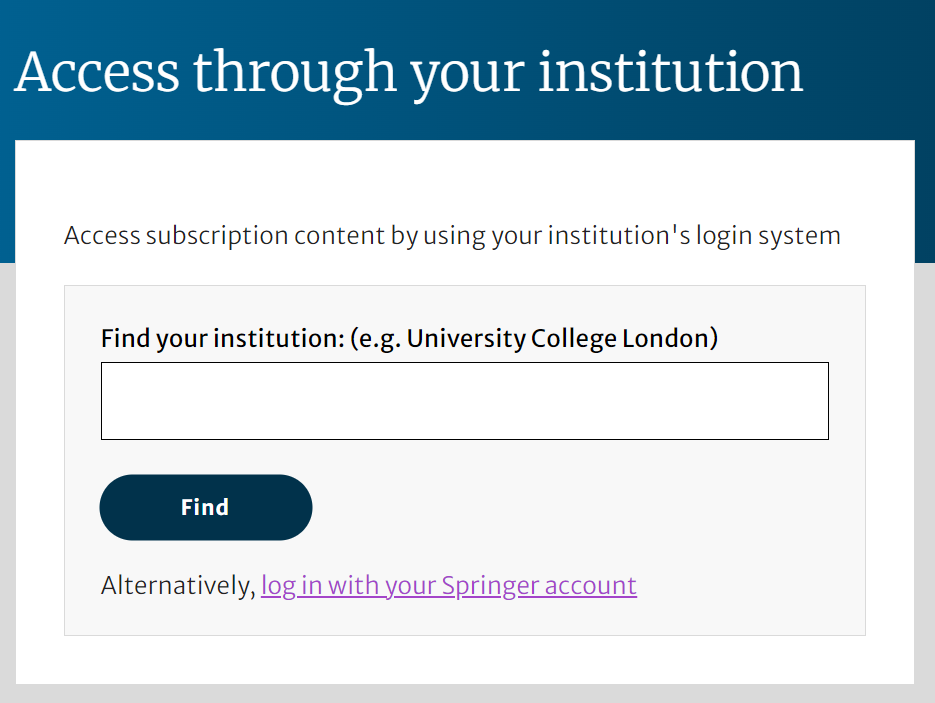 Access through your institution
Access subscription content by using your institution's login system
Find your institution: (e.g. University College London)
Find
Alternatively, log in with your Springer account